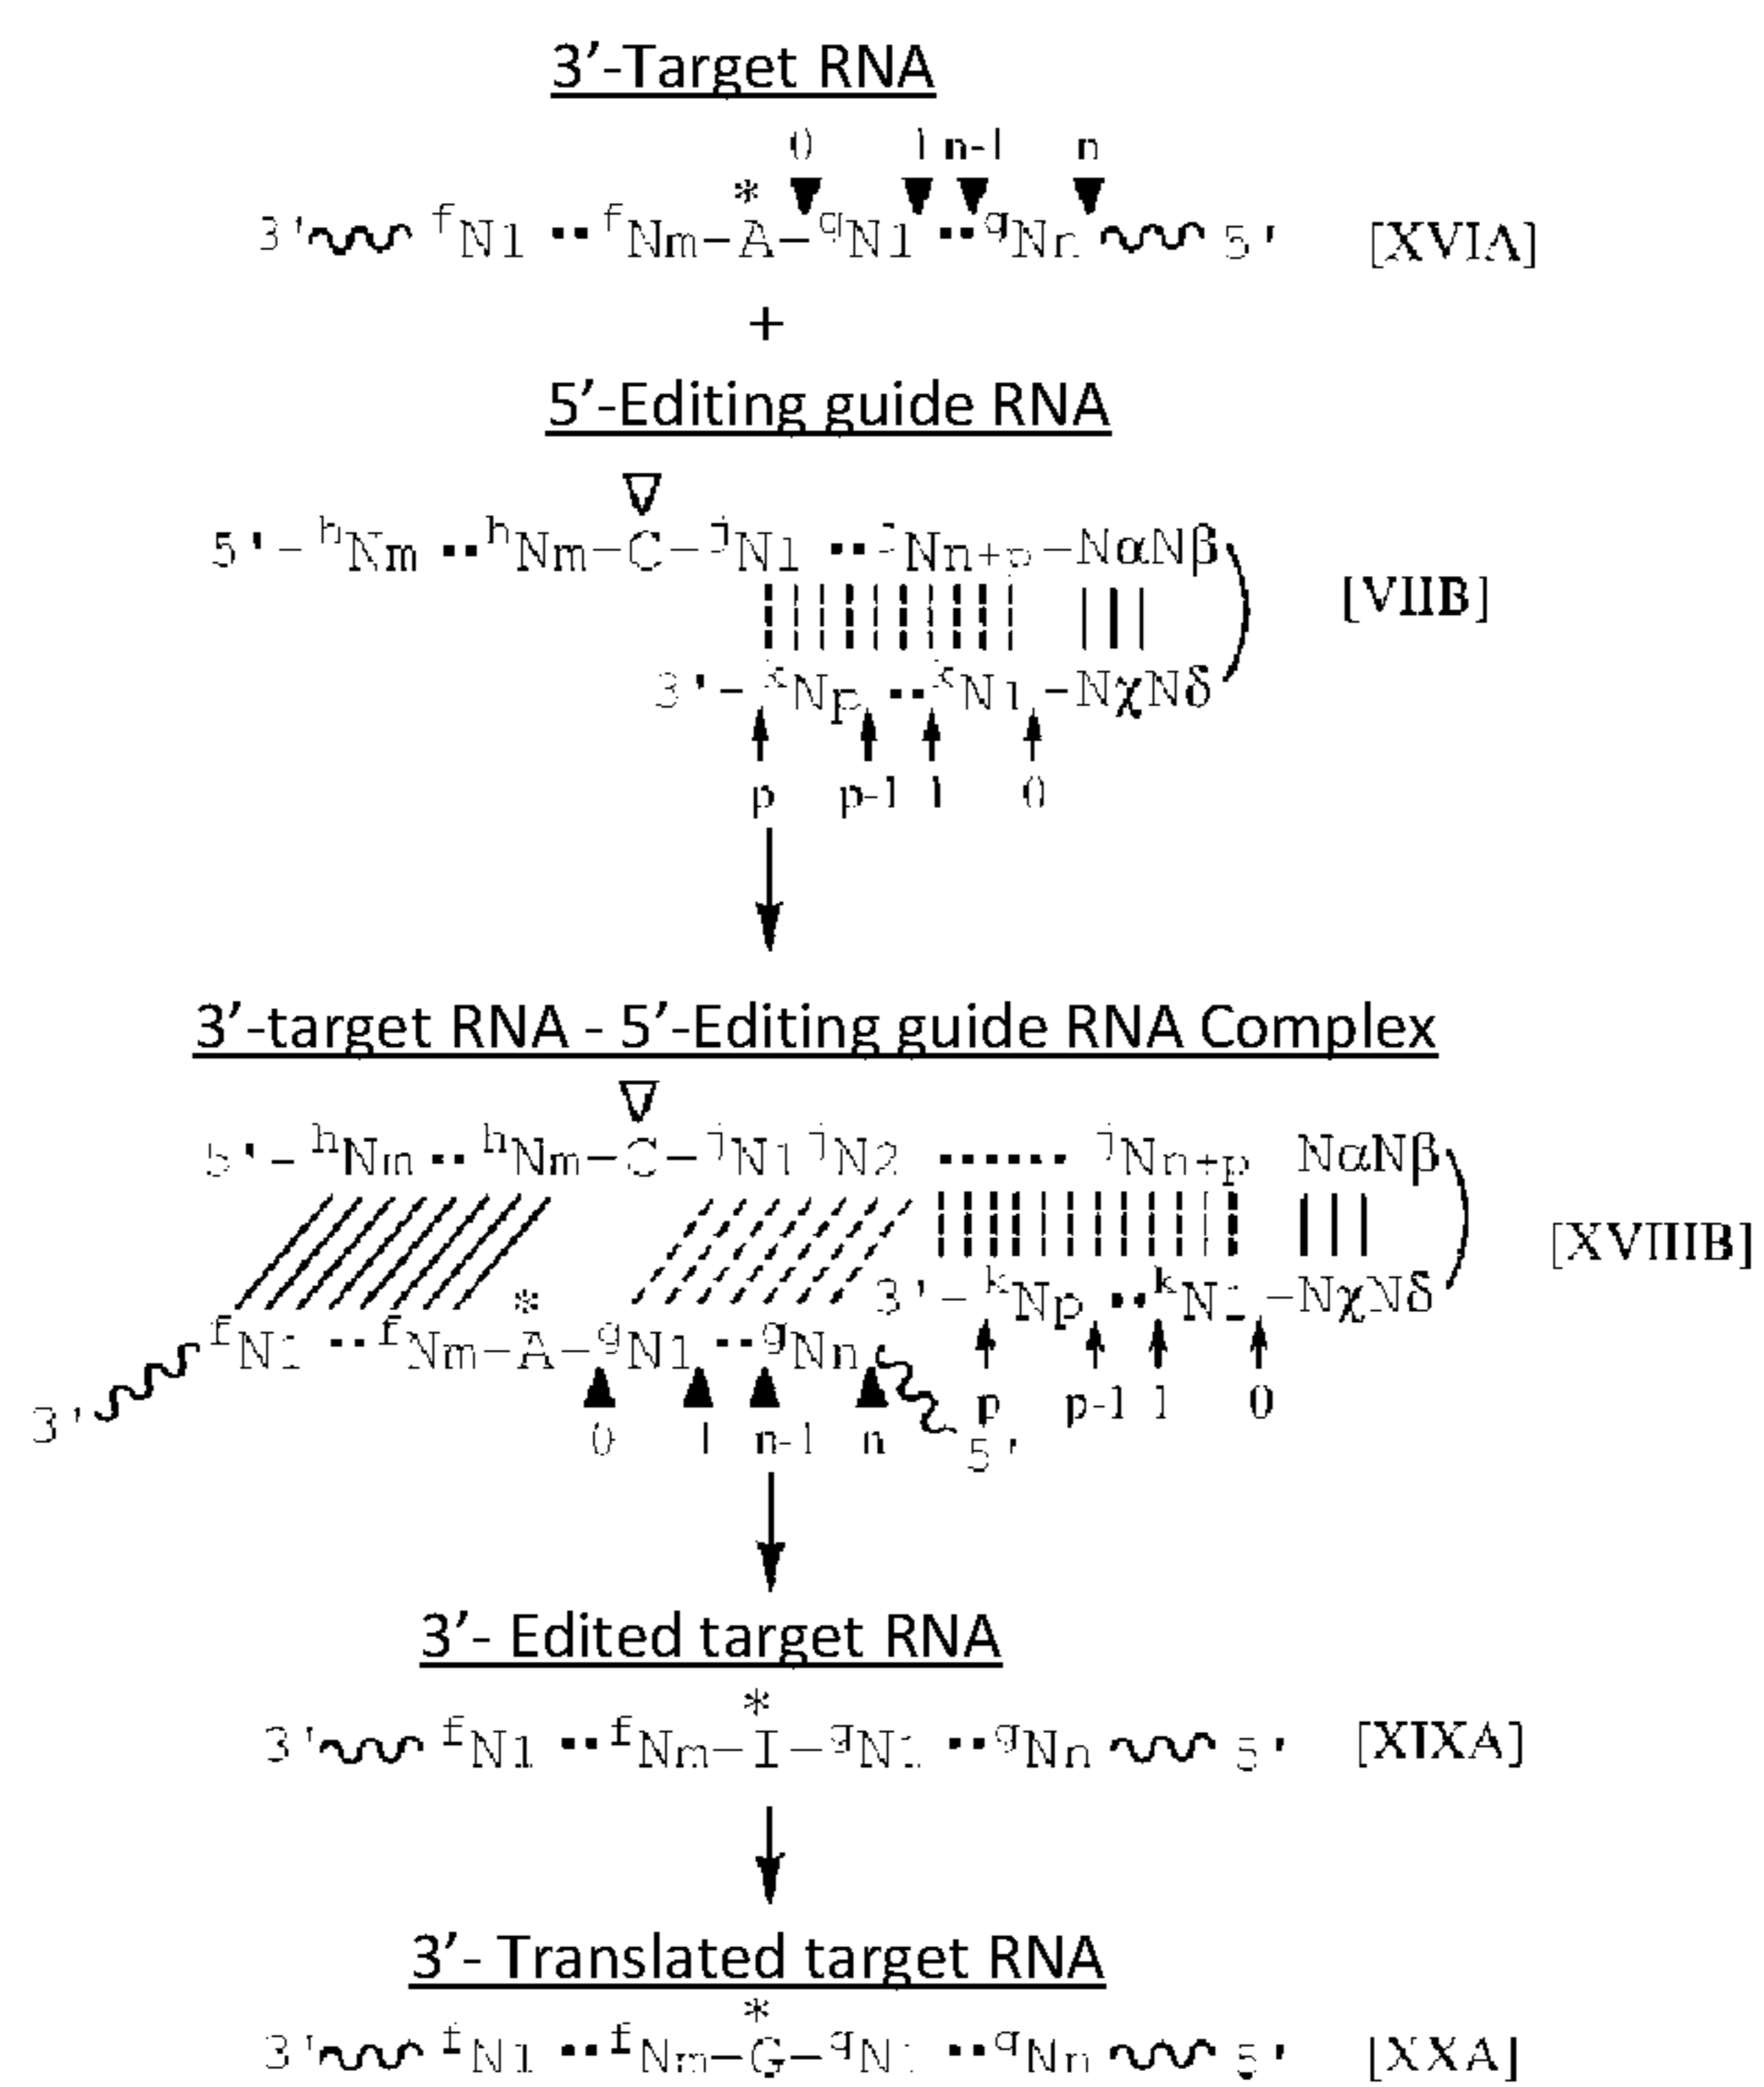 3’-Target RNA
0 1 n-1 n
*
3' fN1 ··fNm-A-gN1 ··gNn 5' [XVIA]
+
5’-Editing guide RNA
5'- hNm ··hNm-C-jN1 ··jNn+p-NαNβ
[VIIB]
3'- kNp ··kN1 -NχNδ
p p-1 1 0
3’-target RNA - 5’-Editing guide RNA Complex
5'- hNm ·· hNm-C-jN1 jN2 ······ jNn+p NαNβ
[XVIIIB]
* 3'- kNp ··kN1 -NχNδ
fN1 ··fNm-A-gN1 ··gNn
3' 0 1 n-1 n 5' p p-1 1 0
3’- Edited target RNA
*
3' fN1 ··fNm-I-gN1 ··gNn 5' [XIXA]
3’- Translated target RNA
*
3' fN1 ··fNm-G-gN1 ··gNn 5' [XXA]